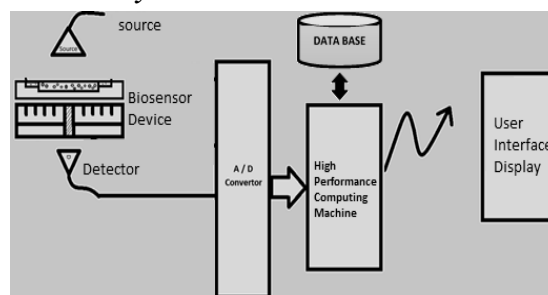 source
Source
DATA BASE
Biosensor
Device
Detector
A / D
Convertor
High
Performance
Computing
Machine
User
Interface
Display